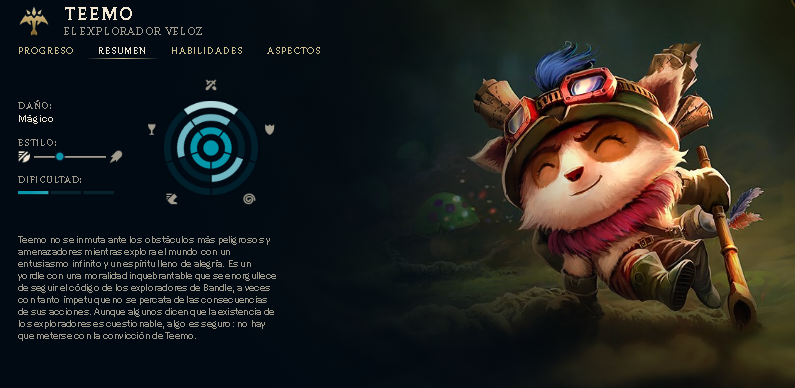 TEEMO
EL EXPLORADOR VELOZ
PROGRESO RESUMEN HABILIDADES ASPECTOS
DAÑO:
Mágico
ESTILO:
DIFICULTAD:
Teemo no se inmuta ante los obstáculos más peligrosos y
amenazadores mientras explora el mundo con un
entusiasmo infinito y un espíritu lleno de alegría. Es un
yordle con una moralidad inquebrantable que se enorgullece
de seguir el código de los exploradores de Bandle, a veces
con tanto ímpetu que no se percata de las consecuencias
de sus acciones. Aunque algunos dicen que la existencia de
los exploradores es cuestionable, algo es seguro: no hay
que meterse con la convicción de Teemo.